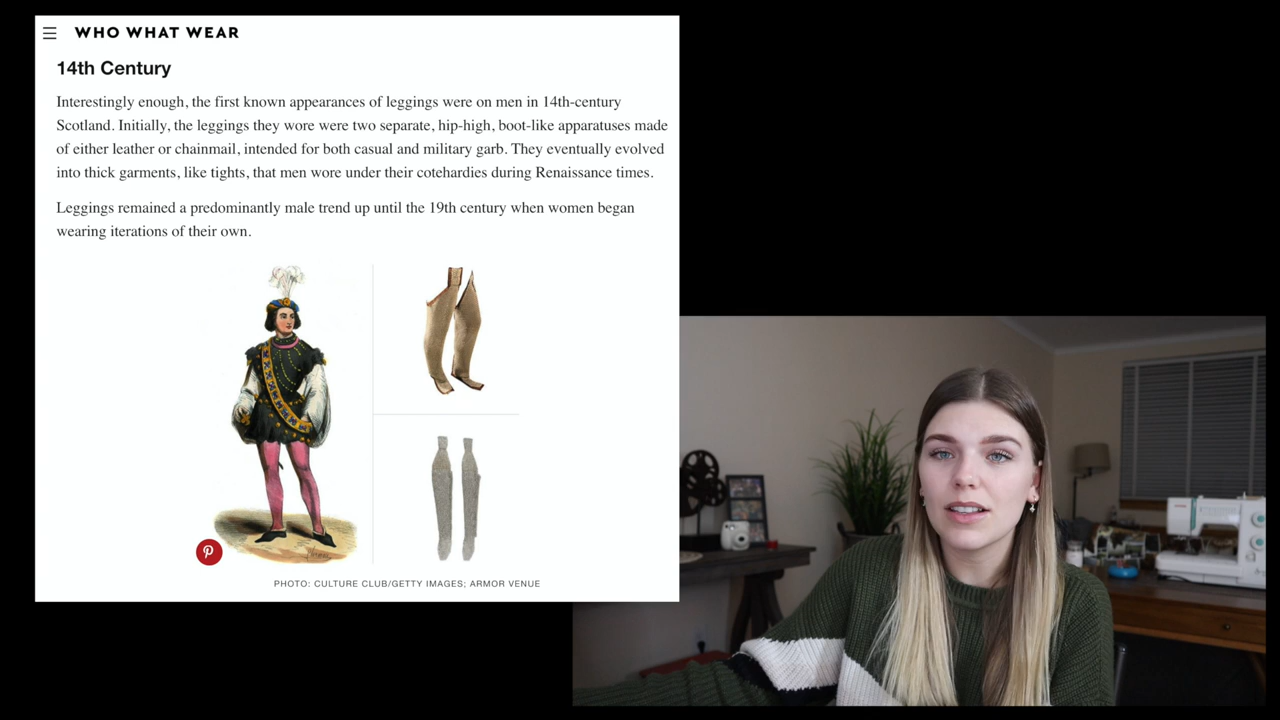 WHO WHAT WEAR
14th Century
Interestingly enough, the first known appearances of leggings were on men in 14th-century
Scotland. Initially, the leggings they wore were two separate, hip-high, boot-like apparatuses made
of either leather or chainmail, intended for both casual and military garb. They eventually evolved
into thick garments, like tights, that men wore under their cotehardies during Renaissance times.
Leggings remained a predominantly male trend up until the 19th century when women began
wearing iterations of their own.
PHOTO: CULTURE CLUB/GETTY IMAGES; ARMOR VENUE